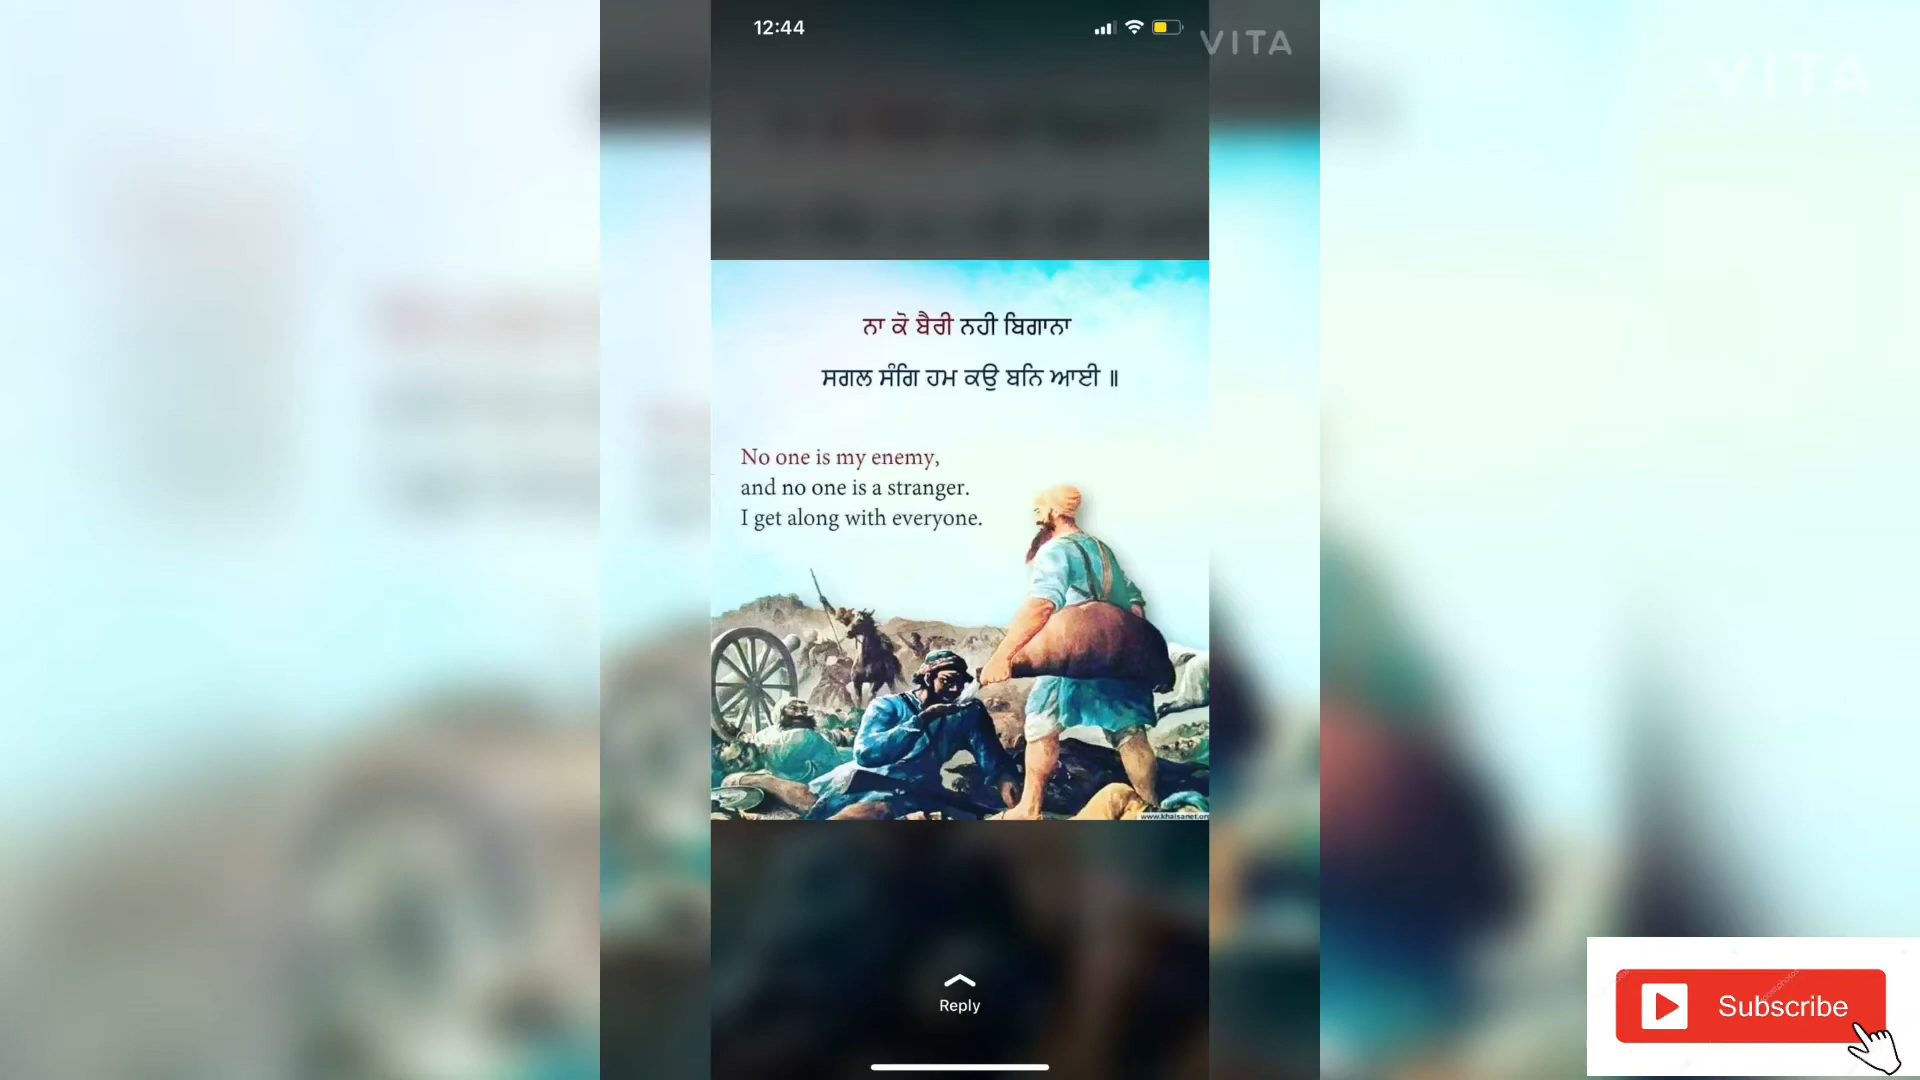 12:44
VITA
VITA
ਨਾ ਕੋ ਬੈਰੀ ਨਹੀ ਬਿਗਾਨਾ
ਸਗਲ ਸੰਗਿ ਹਮ ਕਉ ਬਨਿ ਆਈ ॥
No one is my enemy,
and no one is a stranger.
I get along with everyone.
Reply
Subscribe